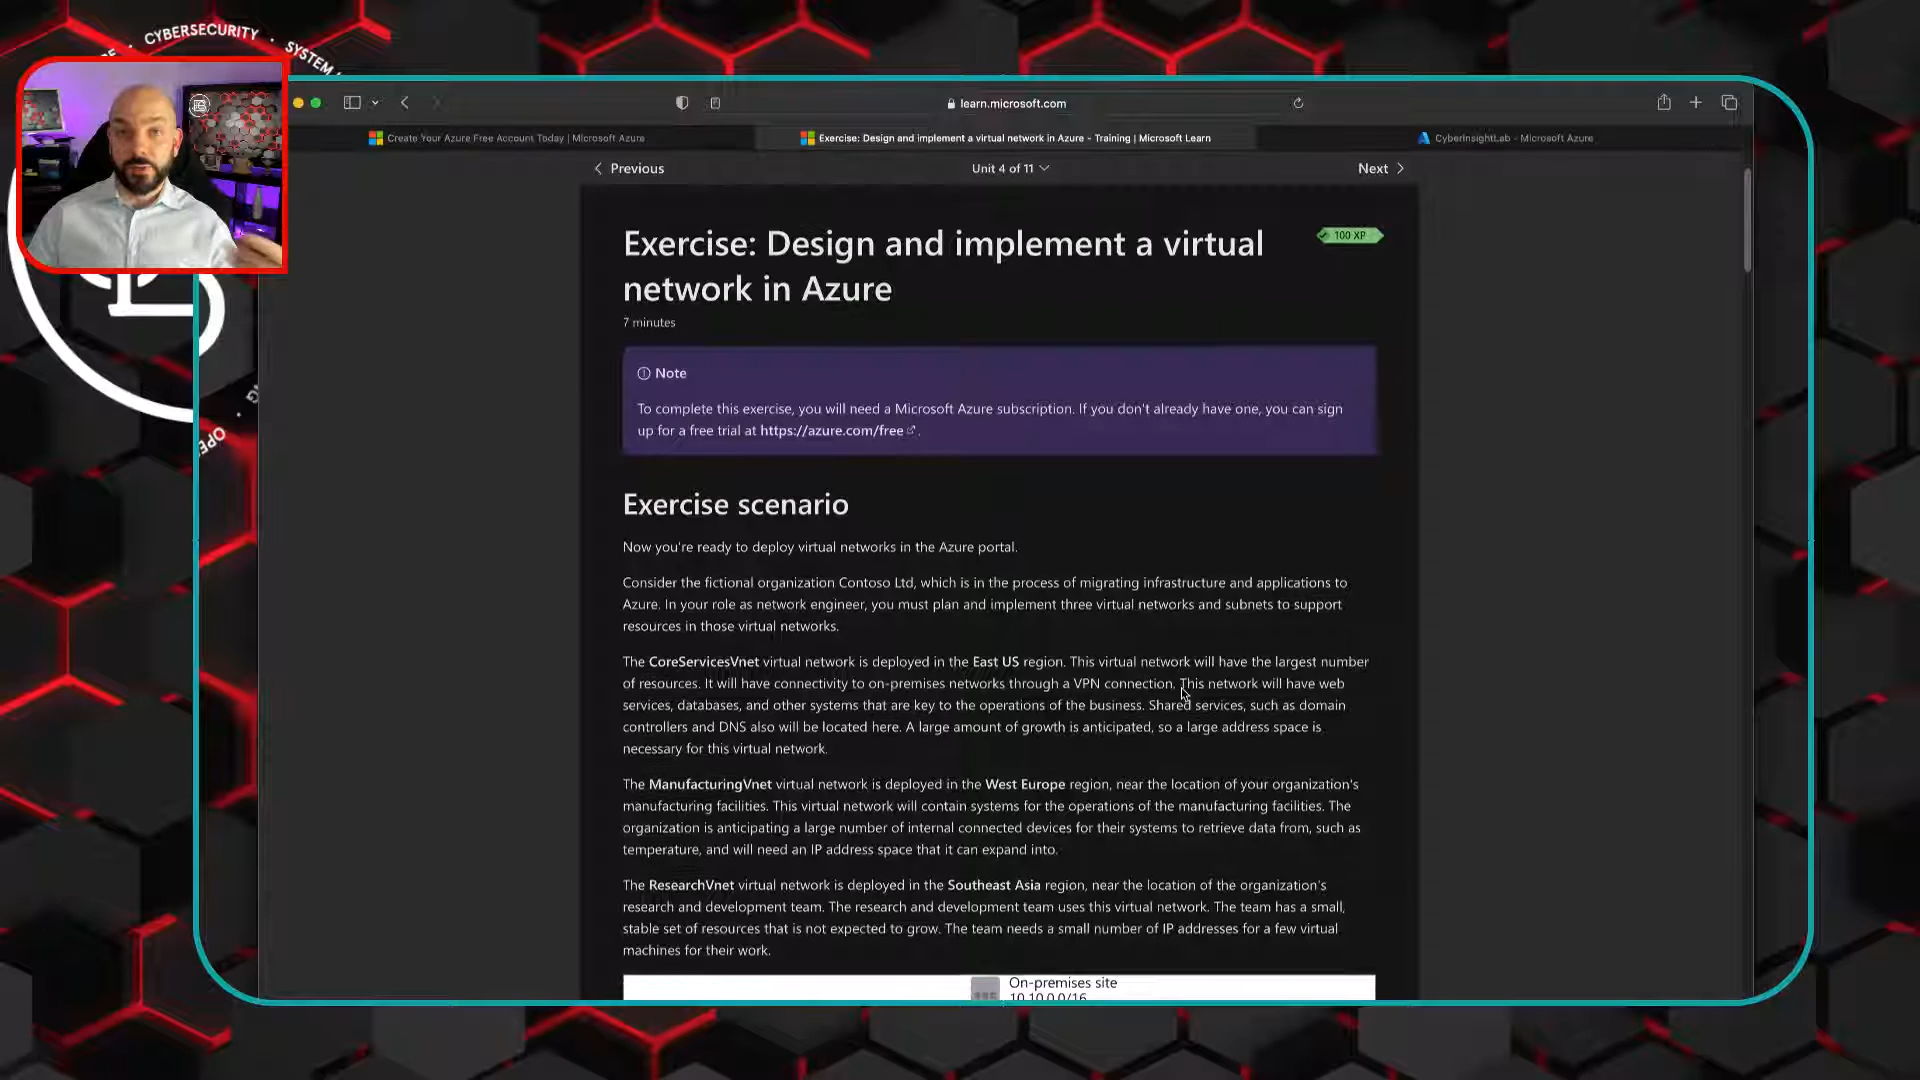 CYBERSECURITY
SYSTEM
OPE
learn.microsoft.com
Create Your Azure Free Account Today | Microsoft Azure
Exercise: Design and implement a virtual network in Azure - Training | Microsoft Learn
CyberInsightLab - Microsoft Azure
Previous
Unit 4 of 11
Next
Exercise: Design and implement a virtual
network in Azure
100 XP
7 minutes
Note
To complete this exercise, you will need a Microsoft Azure subscription. If you don't already have one, you can sign
up for a free trial at https://azure.com/free .
Exercise scenario
Now you're ready to deploy virtual networks in the Azure portal.
Consider the fictional organization Contoso Ltd, which is in the process of migrating infrastructure and applications to
Azure. In your role as network engineer, you must plan and implement three virtual networks and subnets to support
resources in those virtual networks.
The CoreServicesVnet virtual network is deployed in the East US region. This virtual network will have the largest number
of resources. It will have connectivity to on-premises networks through a VPN connection. This network will have web
services, databases, and other systems that are key to the operations of the business. Shared services, such as domain
controllers and DNS also will be located here. A large amount of growth is anticipated, so a large address space is
necessary for this virtual network.
The ManufacturingVnet virtual network is deployed in the West Europe region, near the location of your organization's
manufacturing facilities. This virtual network will contain systems for the operations of the manufacturing facilities. The
organization is anticipating a large number of internal connected devices for their systems to retrieve data from, such as
temperature, and will need an IP address space that it can expand into.
The ResearchVnet virtual network is deployed in the Southeast Asia region, near the location of the organization's
research and development team. The research and development team uses this virtual network. The team has a small,
stable set of resources that is not expected to grow. The team needs a small number of IP addresses for a few virtual
machines for their work.
On-premises site
10.10.0.0/16